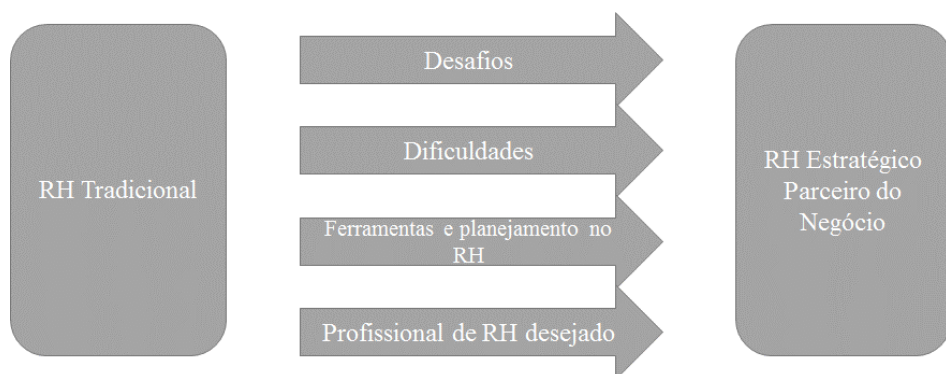 RH Tradicional
Desafios
Dificuldades
Ferramentas e planejamento no
RH
Profissional de RH desejado
RH Estratégico
Parceiro do
Negócio